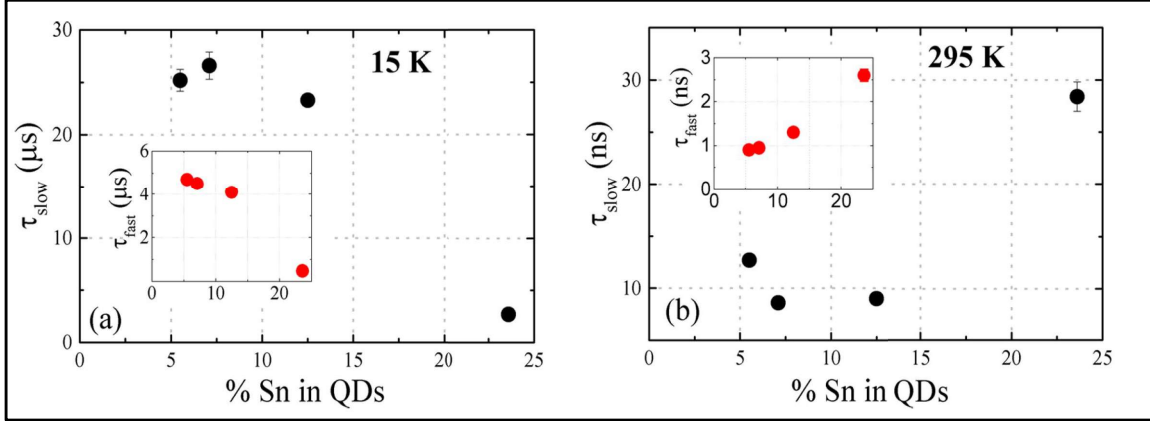 30
20
10
0
τslow (μs)
15 K
6
4
2
τfast (μs)
0 10 20
(a)
0 5 10 15 20 25
% Sn in QDs
30
20
10
τslow (ns)
295 K
3
2
1
0
τfast (ns)
0 10 20
(b)
0 5 10 15 20 25
% Sn in QDs